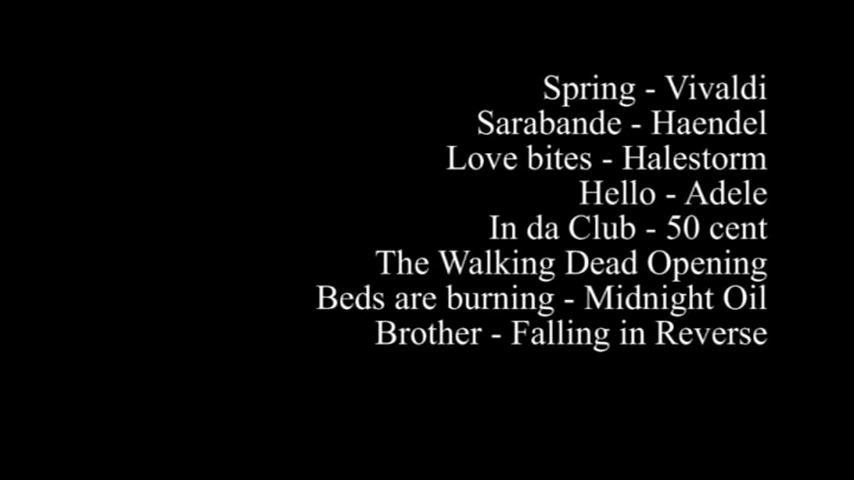 Spring - Vivaldi
Sarabande - Haendel
Love bites - Halestorm
Hello - Adele
In da Club - 50 cent
The Walking Dead Opening
Beds are burning - Midnight Oil
Brother - Falling in Reverse